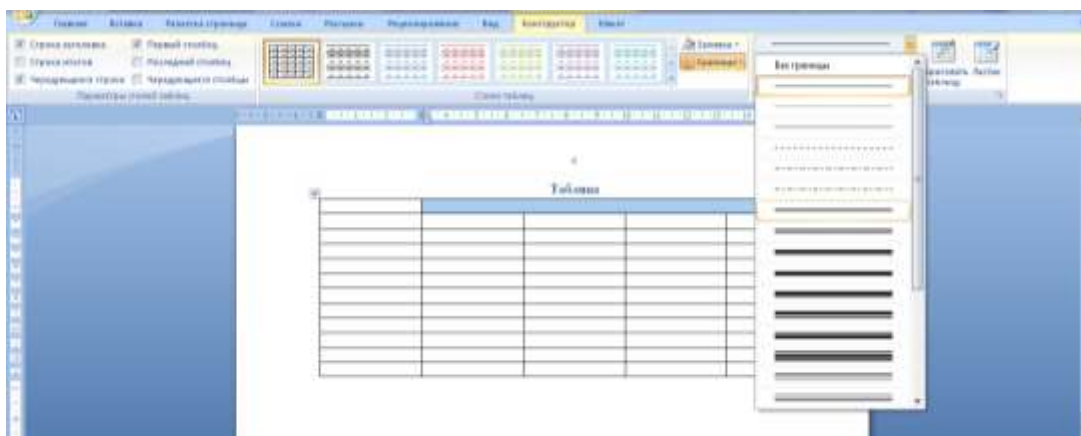 Главная Вставка Разметка страницы Ссылки Рассылки Рецензирование Вид Конструктор Макет
Строка заголовка Первый столбец
Строка итогов Последний столбец
Чередующиеся строки Чередующиеся столбцы
Параметры стилей таблиц
Стили таблиц
Заливка
Границы
Без границы
Ластик
Таблица